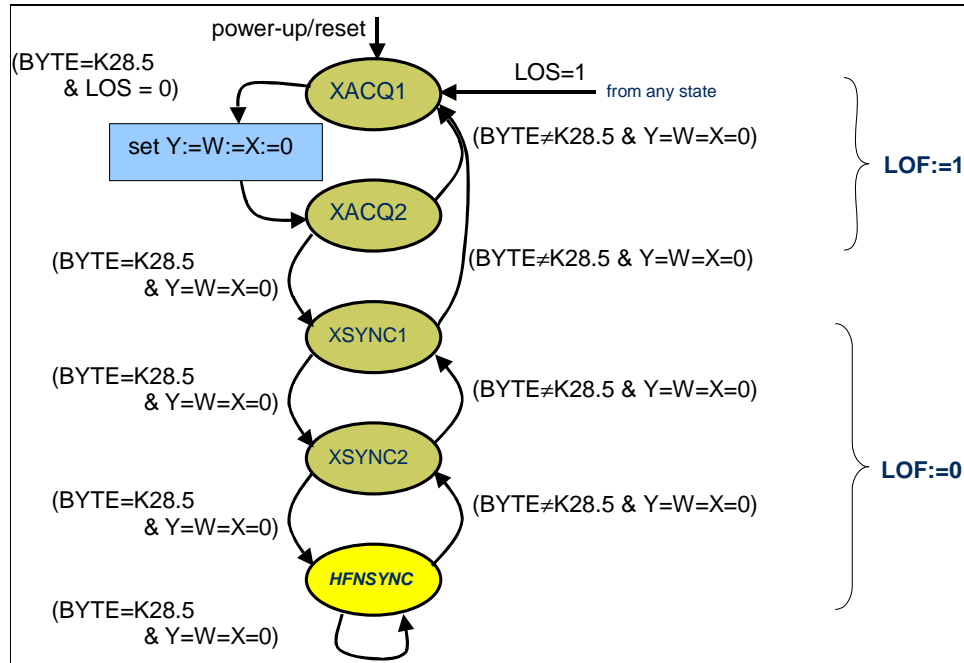 power-up/reset
(BYTE=K28.5
& LOS = 0)
XACQ1
LOS=1
from any state
set Y:=W:=X:=0
(BYTE≠K28.5 & Y=W=X=0)
LOF:=1
XACQ2
(BYTE=K28.5
& Y=W=X=0)
(BYTE≠K28.5 & Y=W=X=0)
XSYNC1
(BYTE=K28.5
& Y=W=X=0)
(BYTE≠K28.5 & Y=W=X=0)
XSYNC2
LOF:=0
(BYTE=K28.5
& Y=W=X=0)
(BYTE≠K28.5 & Y=W=X=0)
HFNSYNC
(BYTE=K28.5
& Y=W=X=0)